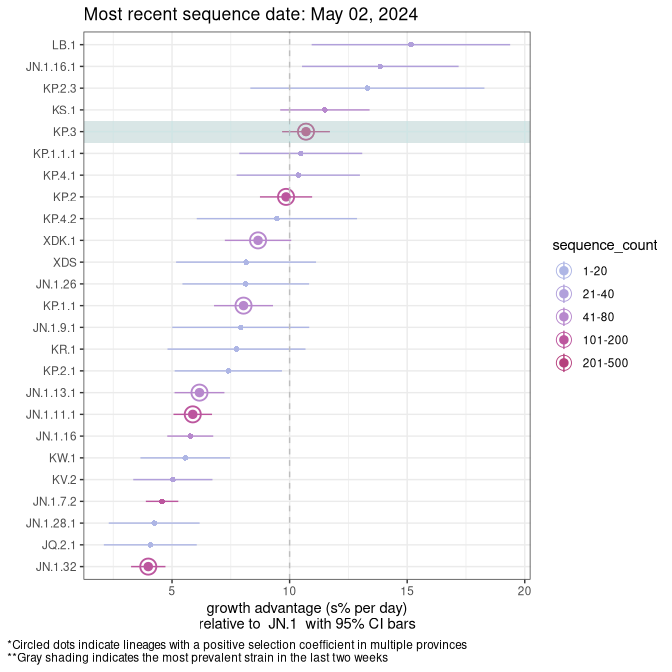 Most recent sequence date: May 02, 2024
LB.1
JN.1.16.1
KP.2.3
KS.1
KP.3
KP.1.1.1
KP.4.1
KP.2
KP.4.2
XDK.1
XDS
JN.1.26
KP.1.1
JN.1.9.1
KR.1
KP.2.1
JN.1.13.1
JN.1.11.1
JN.1.16
KW.1
KV.2
JN.1.7.2
JN.1.28.1
JQ.2.1
JN.1.32
5 10 15 20
growth advantage (s% per day)
relative to JN.1 with 95% CI bars
sequence_count
1-20
21-40
41-80
101-200
201-500
*Circled dots indicate lineages with a positive selection coefficient in multiple provinces
**Gray shading indicates the most prevalent strain in the last two weeks